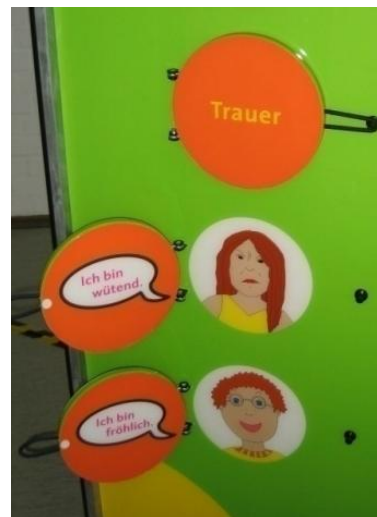 Trauer
Ich bin
wütend.
Ich bin
fröhlich.